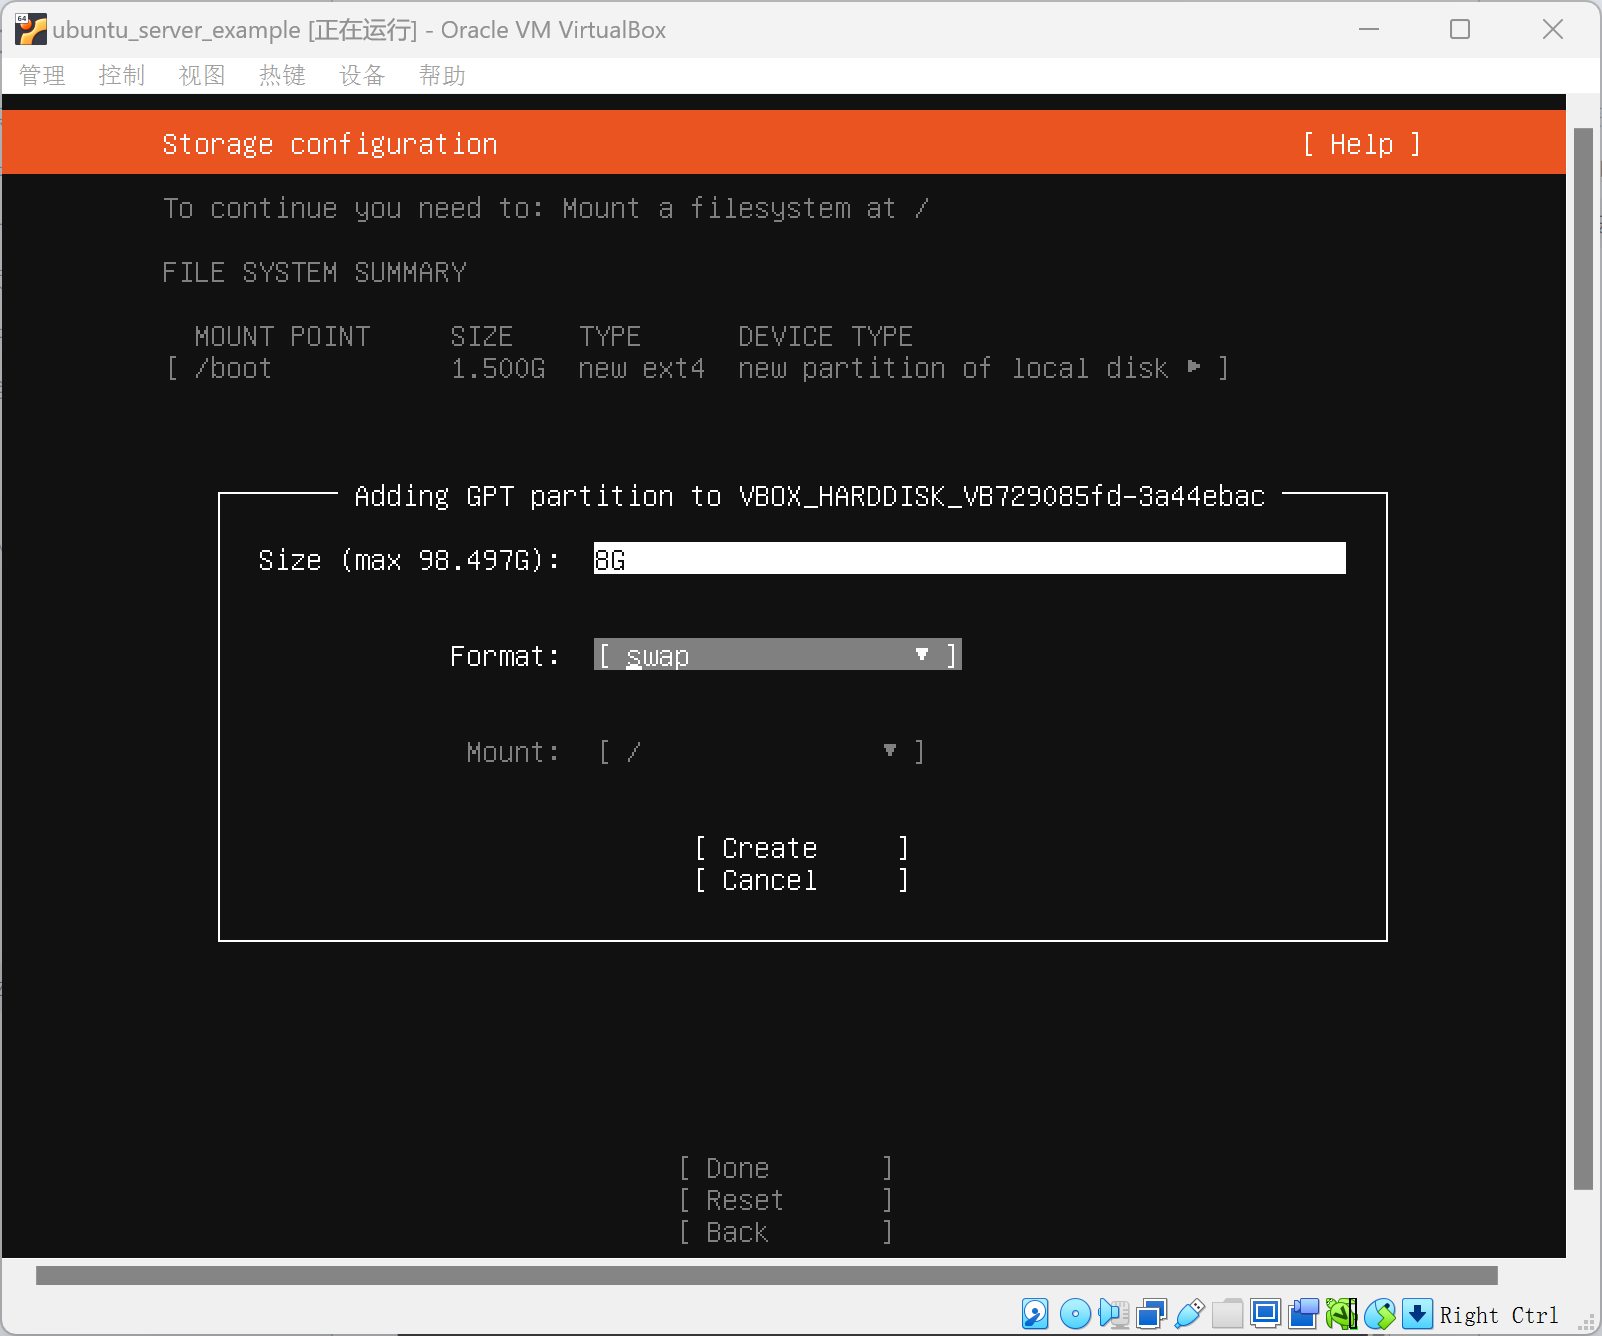 ubuntu_server_example [正在运行] - Oracle VM VirtualBox
管理 控制 视图 热键 设备 帮助
Storage configuration [ Help ]
To continue you need to: Mount a filesystem at /
FILE SYSTEM SUMMARY
MOUNT POINT SIZE TYPE DEVICE TYPE
[ /boot 1.500G new ext4 new partition of local disk ▸ ]
Adding GPT partition to VBOX_HARDDISK_VB729085fd-3a44ebac
Size (max 98.497G): 8G
Format: [ swap ▾ ]
Mount: [ / ▾ ]
[ Create ]
[ Cancel ]
[ Done ]
[ Reset ]
[ Back ]
Right Ctrl